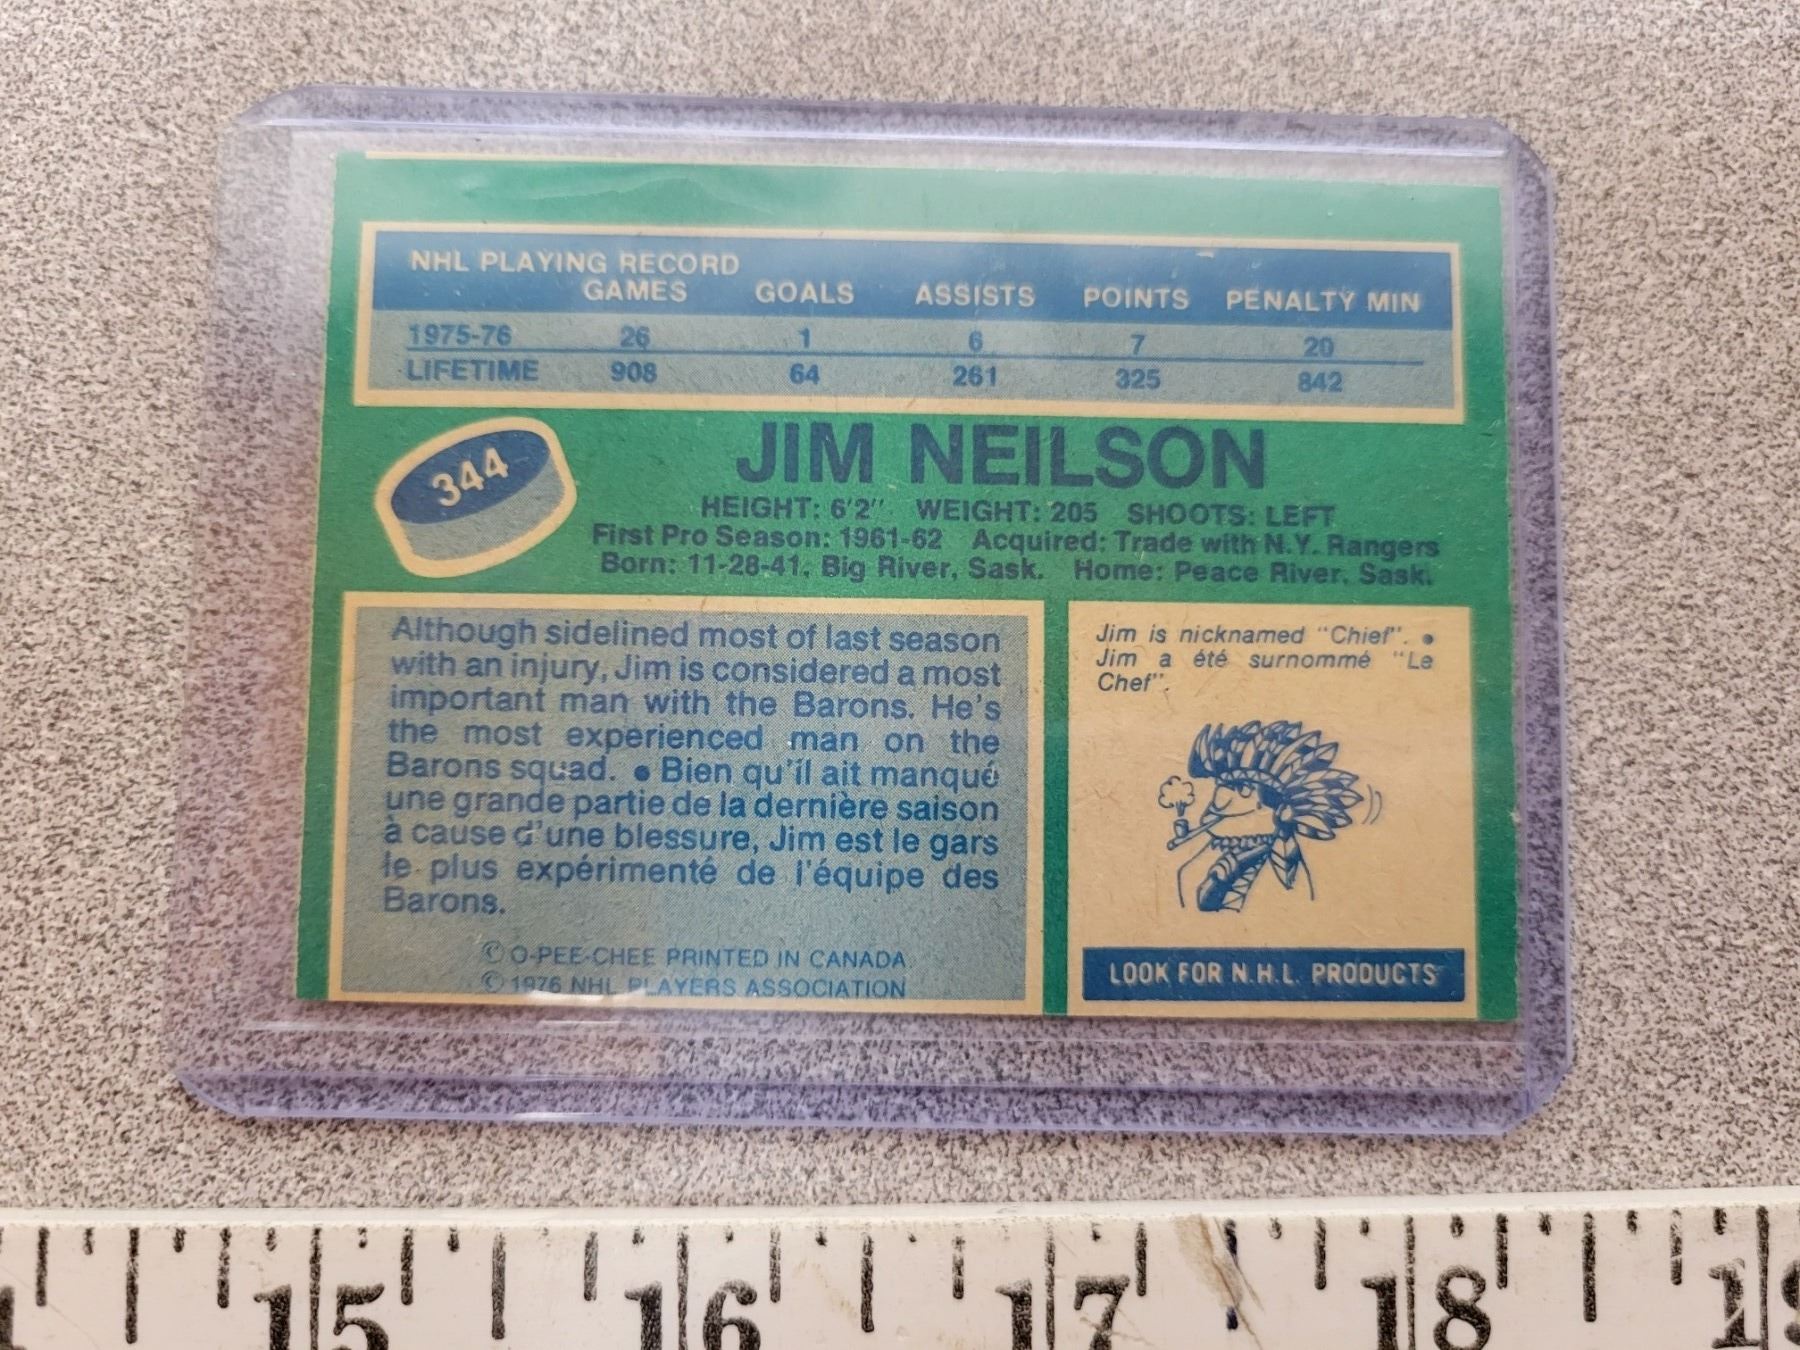 NHL PLAYING RECORD
GAMES GOALS ASSISTS POINTS PENALTY MIN
1975-76 26 1 6 7 20
LIFETIME 908 64 261 325 842
344
JIM NEILSON
HEIGHT: 6'2" WEIGHT: 205 SHOOTS: LEFT
First Pro Season: 1961-62 Acquired: Trade with N.Y. Rangers
Born: 11-28-41, Big River, Sask. Home: Peace River, Sask.
Although sidelined most of last season
with an injury, Jim is considered a most
important man with the Barons. He's
the most experienced man on the
Barons squad. • Bien qu'il ait manqué
une grande partie de la dernière saison
à cause d'une blessure, Jim est le gars
le plus expérimenté de l'équipe des
Barons.
© O-PEE-CHEE PRINTED IN CANADA
© 1976 NHL PLAYERS ASSOCIATION
Jim is nicknamed "Chief". •
Jim a été surnommé "Le
Chef".
LOOK FOR N.H.L. PRODUCTS
15 16 17 18